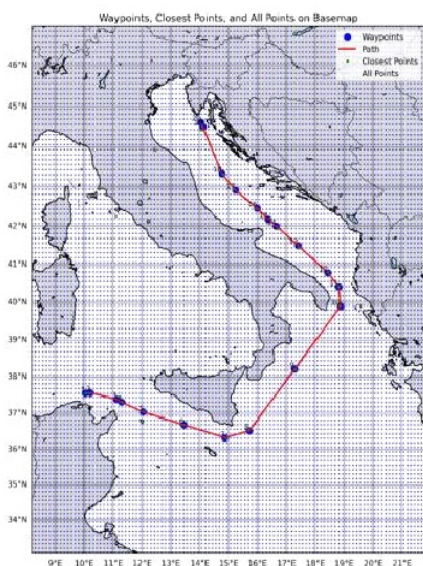 Waypoints, Closest Points, and All Points on Basemap
Waypoints
Path
Closest Points
All Points
46°N
45°N
44°N
43°N
42°N
41°N
40°N
39°N
38°N
37°N
36°N
35°N
34°N
9°E 10°E 11°E 12°E 13°E 14°E 15°E 16°E 17°E 18°E 19°E 20°E 21°E